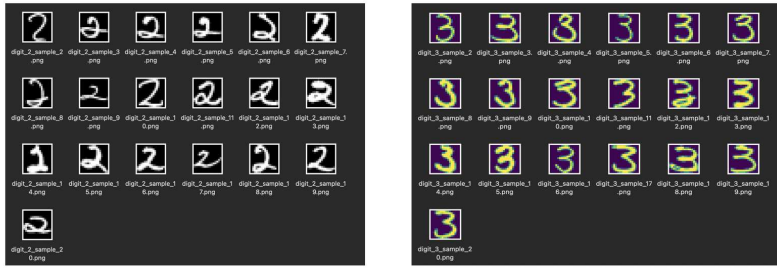 digit_2_sample_2 digit_2_sample_3 digit_2_sample_4 digit_2_sample_5 digit_2_sample_6 digit_2_sample_7.
.png .png .png .png .png png
digit_2_sample_8 digit_2_sample_9 digit_2_sample_1 digit_2_sample_11 digit_2_sample_1 digit_2_sample_1
.png .png 0.png .png 2.png 3.png
digit_2_sample_1 digit_2_sample_1 digit_2_sample_1 digit_2_sample_1 digit_2_sample_1 digit_2_sample_1
4.png 5.png 6.png 7.png 8.png 9.png
digit_2_sample_2
0.png
digit_3_sample_2 digit_3_sample_3. digit_3_sample_4 digit_3_sample_5. digit_3_sample_6 digit_3_sample_7.
.png png .png png .png png
digit_3_sample_8 digit_3_sample_9 digit_3_sample_1 digit_3_sample_11 digit_3_sample_1 digit_3_sample_1
.png .png 0.png .png 2.png 3.png
digit_3_sample_1 digit_3_sample_1 digit_3_sample_1 digit_3_sample_17 digit_3_sample_1 digit_3_sample_1
4.png 5.png 6.png .png 8.png 9.png
digit_3_sample_2
0.png